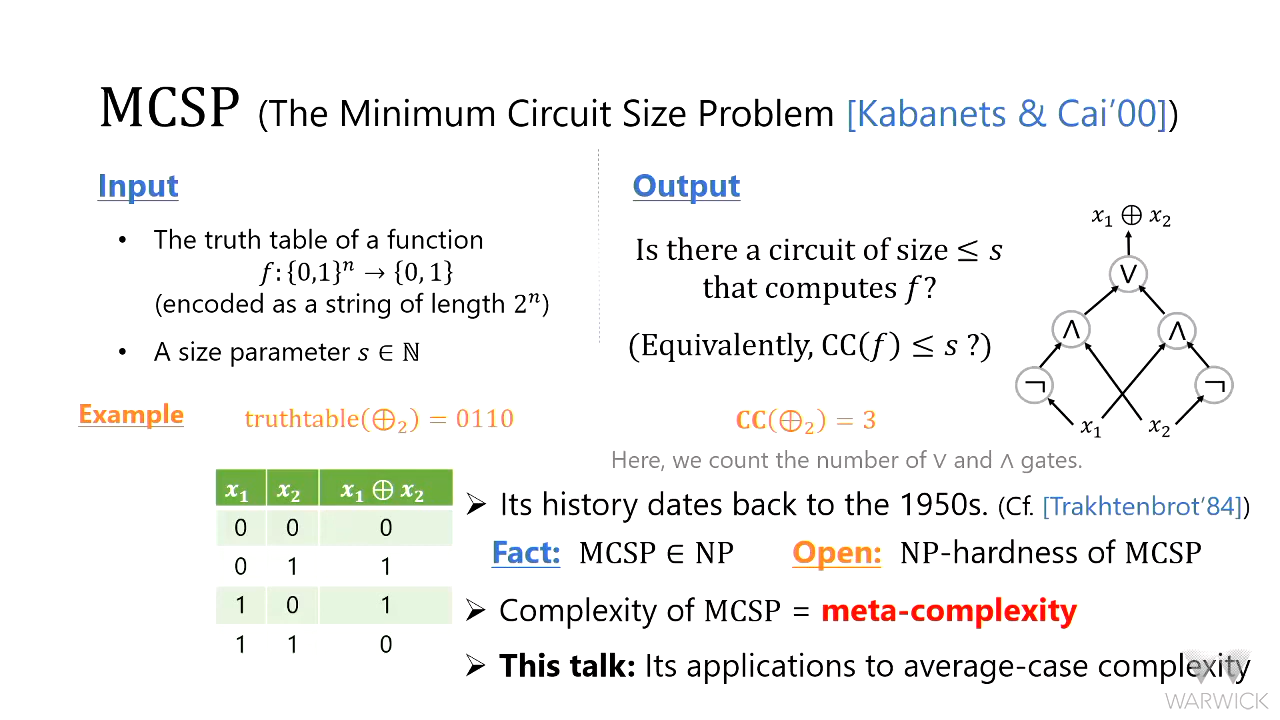 MCSP (The Minimum Circuit Size Problem [Kabanets & Cai’00])
Input
• The truth table of a function
f: {0,1}ⁿ → {0, 1}
(encoded as a string of length 2ⁿ)
• A size parameter s ∈ ℕ
Output
Is there a circuit of size ≤ s
that computes f?
(Equivalently, CC(f) ≤ s ?)
x₁ ⊕ x₂
∨
∧ ∧
¬ ¬
x₁ x₂
Example truthtable(⊕₂) = 0110
CC(⊕₂) = 3
Here, we count the number of ∨ and ∧ gates.
x₁ x₂ x₁ ⊕ x₂
0 0 0
0 1 1
1 0 1
1 1 0
➢ Its history dates back to the 1950s. (Cf. [Trakhtenbrot’84])
Fact: MCSP ∈ NP Open: NP-hardness of MCSP
➢ Complexity of MCSP = meta-complexity
➢ This talk: Its applications to average-case complexity
WARWICK